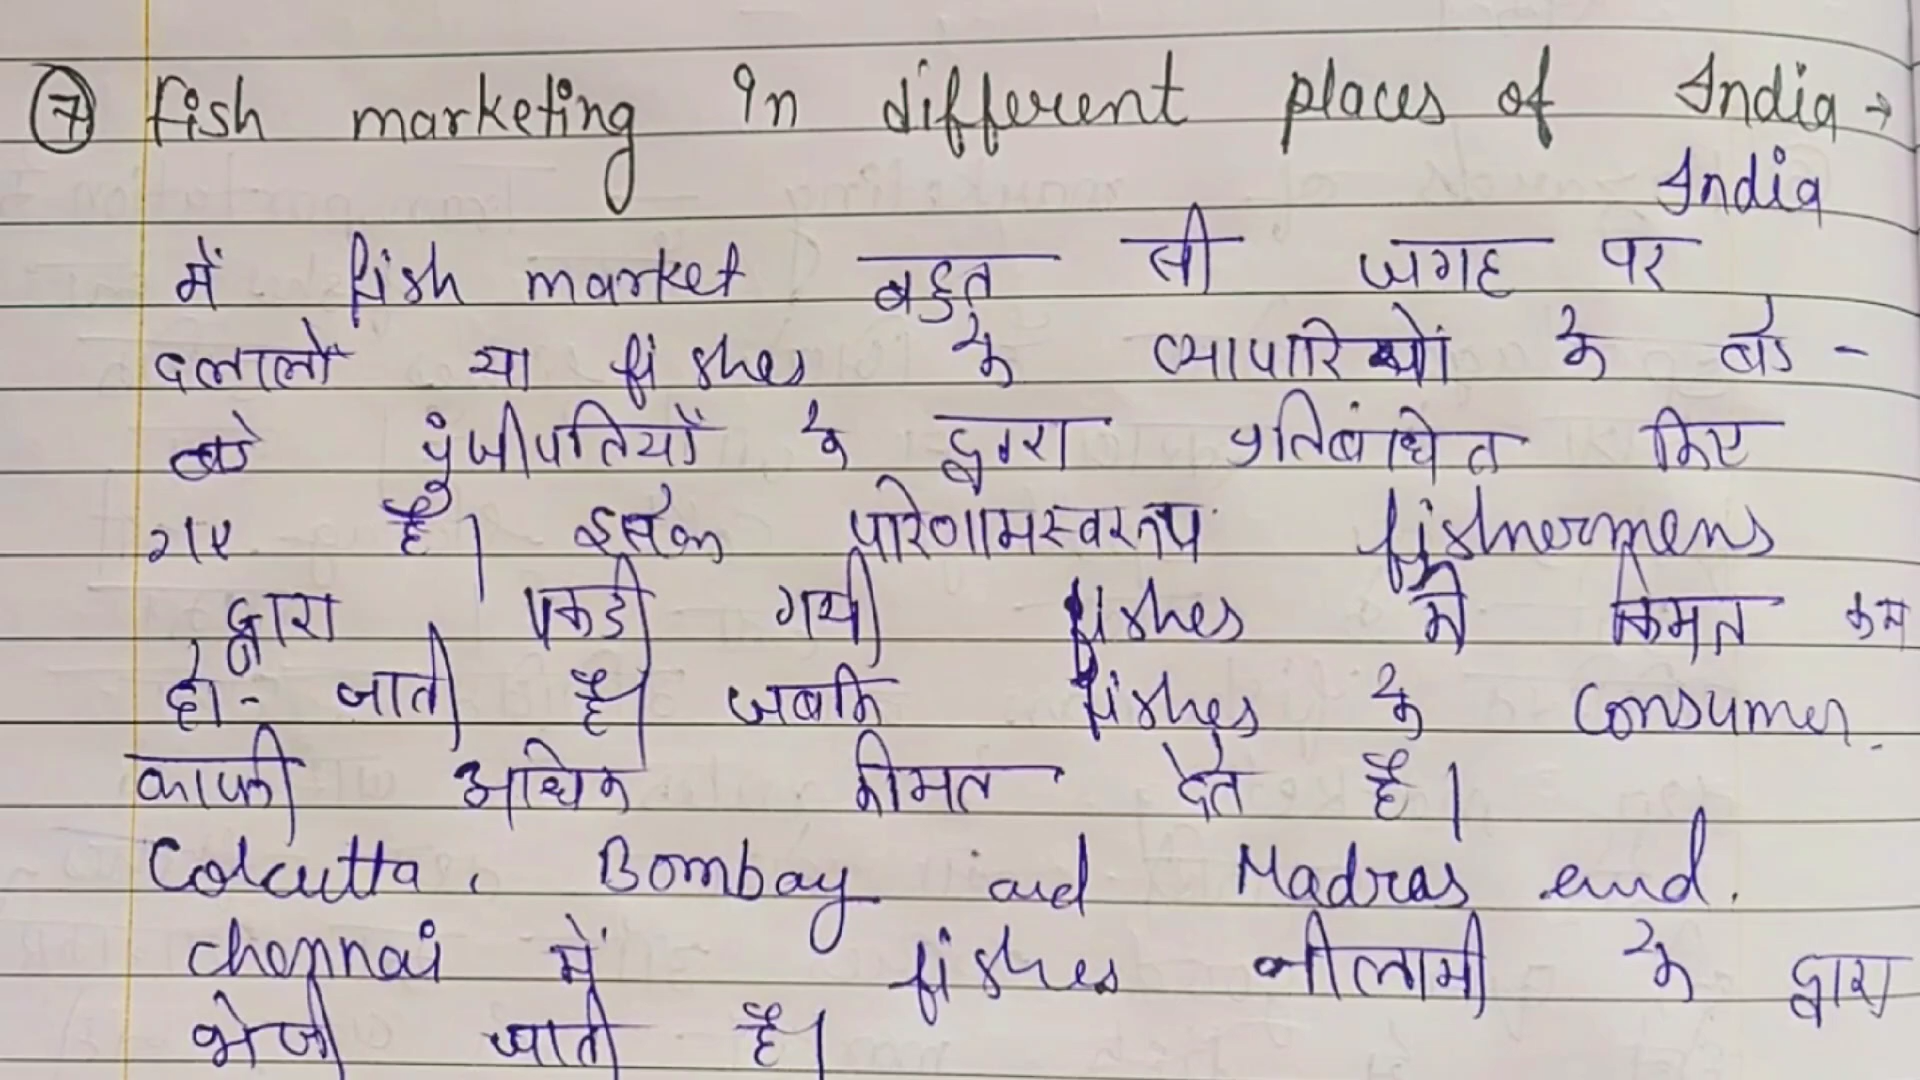 ⑦ Fish marketing In different places of India →
India
में fish market बहुत सी जगह पर
दलालो या fishes के व्यापारियों के बडे -
बडे पुंजीपतियों के द्वारा प्रतिबंधित किए
गए है। इसके परिणामस्वरूप fishermens
द्वारा पकडी गयी fishes की किमत कम
हो - जाती है। जबकि fishes के Consumer.
काफी अधिक कीमत देते है।
Colcutta, Bombay and Madras and.
chennai में fishes नीलामी के द्वारा
भेजी जाती है।